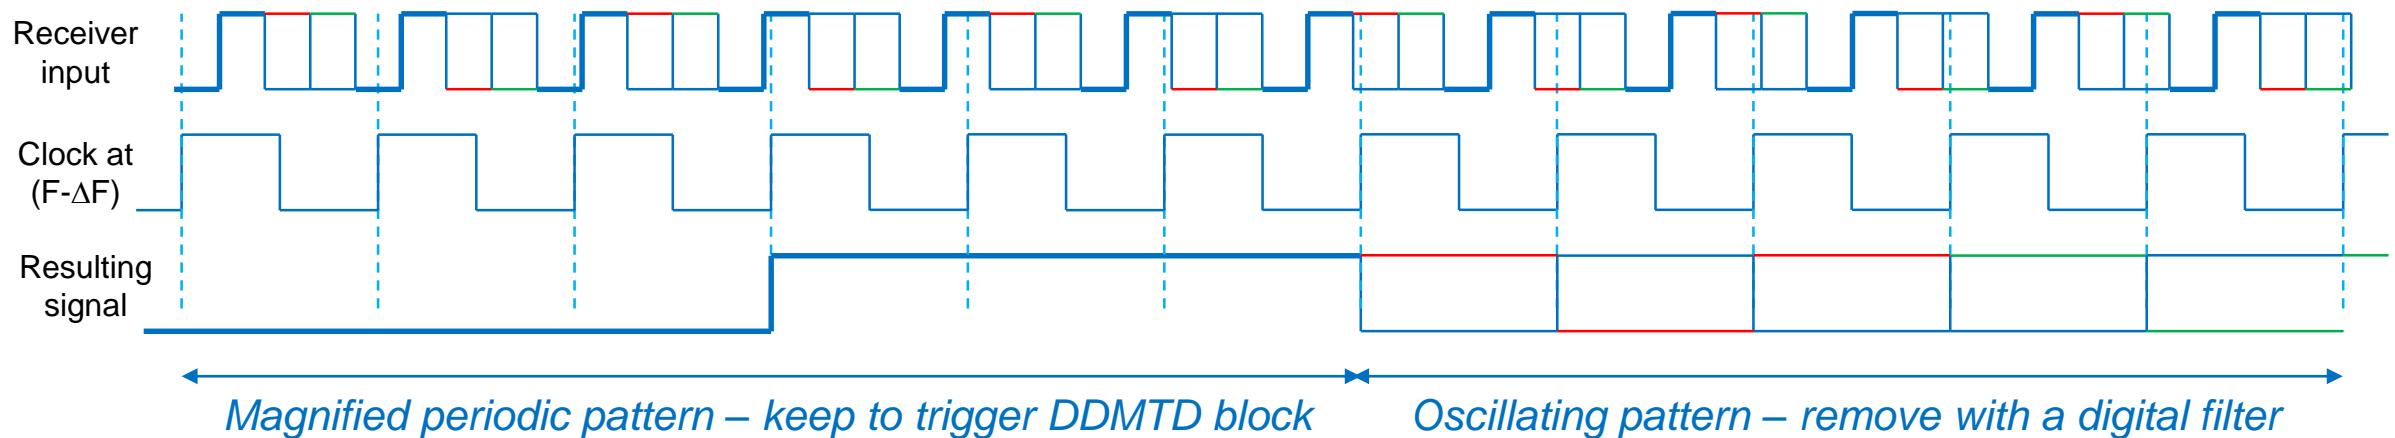 Receiver
input
Clock at
(F-ΔF)
Resulting
signal
Magnified periodic pattern – keep to trigger DDMTD block
Oscillating pattern – remove with a digital filter